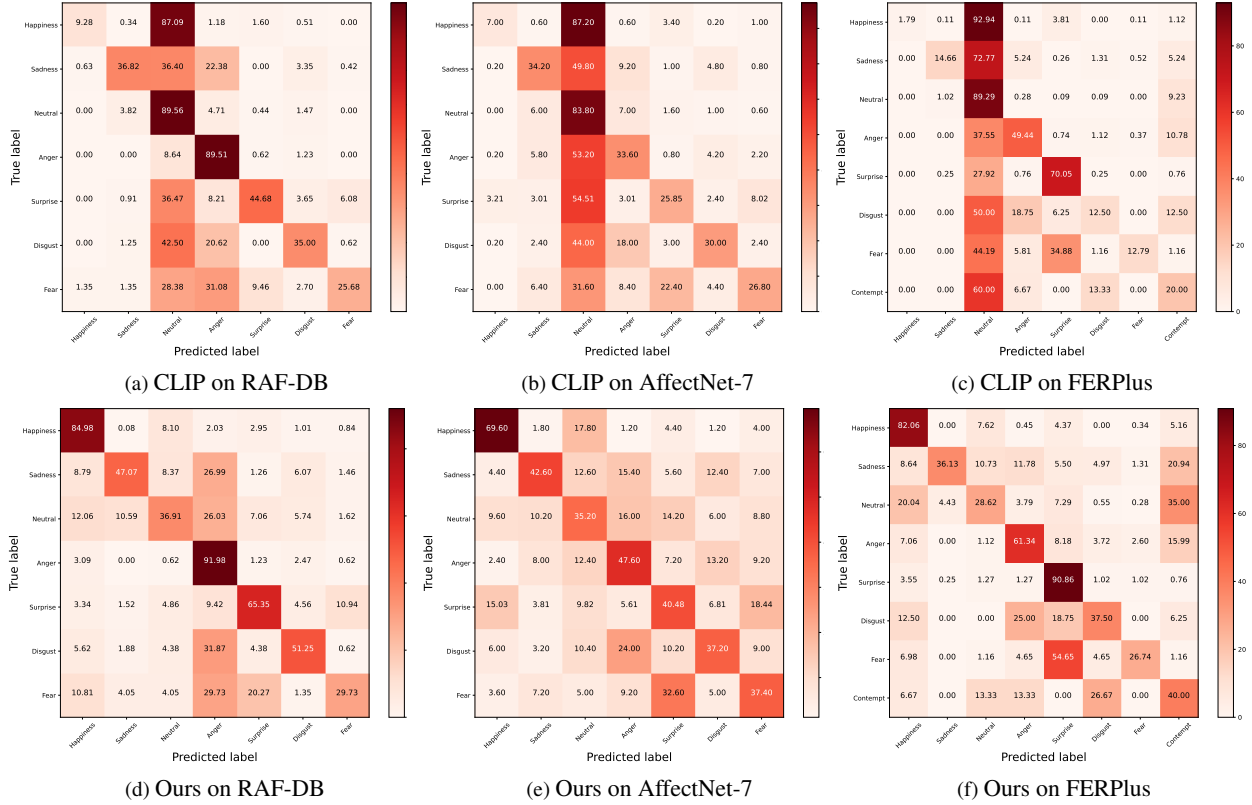 True label
Happiness 9.28 0.34 87.09 1.18 1.60 0.51 0.00
Sadness 0.63 36.82 36.40 22.38 0.00 3.35 0.42
Neutral 0.00 3.82 89.56 4.71 0.44 1.47 0.00
Anger 0.00 0.00 8.64 89.51 0.62 1.23 0.00
Surprise 0.00 0.91 36.47 8.21 44.68 3.65 6.08
Disgust 0.00 1.25 42.50 20.62 0.00 35.00 0.62
Fear 1.35 1.35 28.38 31.08 9.46 2.70 25.68
Happiness Sadness Neutral Anger Surprise Disgust Fear
Predicted label
(a) CLIP on RAF-DB
True label
Happiness 7.00 0.60 87.20 0.60 3.40 0.20 1.00
Sadness 0.20 34.20 49.80 9.20 1.00 4.80 0.80
Neutral 0.00 6.00 83.80 7.00 1.60 1.00 0.60
Anger 0.20 5.80 53.20 33.60 0.80 4.20 2.20
Surprise 3.21 3.01 54.51 3.01 25.85 2.40 8.02
Disgust 0.20 2.40 44.00 18.00 3.00 30.00 2.40
Fear 0.00 6.40 31.60 8.40 22.40 4.40 26.80
Happiness Sadness Neutral Anger Surprise Disgust Fear
Predicted label
(b) CLIP on AffectNet-7
True label
Happiness 1.79 0.11 92.94 0.11 3.81 0.00 0.11 1.12
Sadness 0.00 14.66 72.77 5.24 0.26 1.31 0.52 5.24
Neutral 0.00 1.02 89.29 0.28 0.09 0.09 0.00 9.23
Anger 0.00 0.00 37.55 49.44 0.74 1.12 0.37 10.78
Surprise 0.00 0.25 27.92 0.76 70.05 0.25 0.00 0.76
Disgust 0.00 0.00 50.00 18.75 6.25 12.50 0.00 12.50
Fear 0.00 0.00 44.19 5.81 34.88 1.16 12.79 1.16
Contempt 0.00 0.00 60.00 6.67 0.00 13.33 0.00 20.00
Happiness Sadness Neutral Anger Surprise Disgust Fear Contempt
Predicted label
80
60
40
20
0
(c) CLIP on FERPlus
True label
Happiness 84.98 0.08 8.10 2.03 2.95 1.01 0.84
Sadness 8.79 47.07 8.37 26.99 1.26 6.07 1.46
Neutral 12.06 10.59 36.91 26.03 7.06 5.74 1.62
Anger 3.09 0.00 0.62 91.98 1.23 2.47 0.62
Surprise 3.34 1.52 4.86 9.42 65.35 4.56 10.94
Disgust 5.62 1.88 4.38 31.87 4.38 51.25 0.62
Fear 10.81 4.05 4.05 29.73 20.27 1.35 29.73
Happiness Sadness Neutral Anger Surprise Disgust Fear
Predicted label
(d) Ours on RAF-DB
True label
Happiness 69.60 1.80 17.80 1.20 4.40 1.20 4.00
Sadness 4.40 42.60 12.60 15.40 5.60 12.40 7.00
Neutral 9.60 10.20 35.20 16.00 14.20 6.00 8.80
Anger 2.40 8.00 12.40 47.60 7.20 13.20 9.20
Surprise 15.03 3.81 9.82 5.61 40.48 6.81 18.44
Disgust 6.00 3.20 10.40 24.00 10.20 37.20 9.00
Fear 3.60 7.20 5.00 9.20 32.60 5.00 37.40
Happiness Sadness Neutral Anger Surprise Disgust Fear
Predicted label
(e) Ours on AffectNet-7
True label
Happiness 82.06 0.00 7.62 0.45 4.37 0.00 0.34 5.16
Sadness 8.64 36.13 10.73 11.78 5.50 4.97 1.31 20.94
Neutral 20.04 4.43 28.62 3.79 7.29 0.55 0.28 35.00
Anger 7.06 0.00 1.12 61.34 8.18 3.72 2.60 15.99
Surprise 3.55 0.25 1.27 1.27 90.86 1.02 1.02 0.76
Disgust 12.50 0.00 0.00 25.00 18.75 37.50 0.00 6.25
Fear 6.98 0.00 1.16 4.65 54.65 4.65 26.74 1.16
Contempt 6.67 0.00 13.33 13.33 0.00 26.67 0.00 40.00
Happiness Sadness Neutral Anger Surprise Disgust Fear Contempt
Predicted label
80
60
40
20
0
(f) Ours on FERPlus